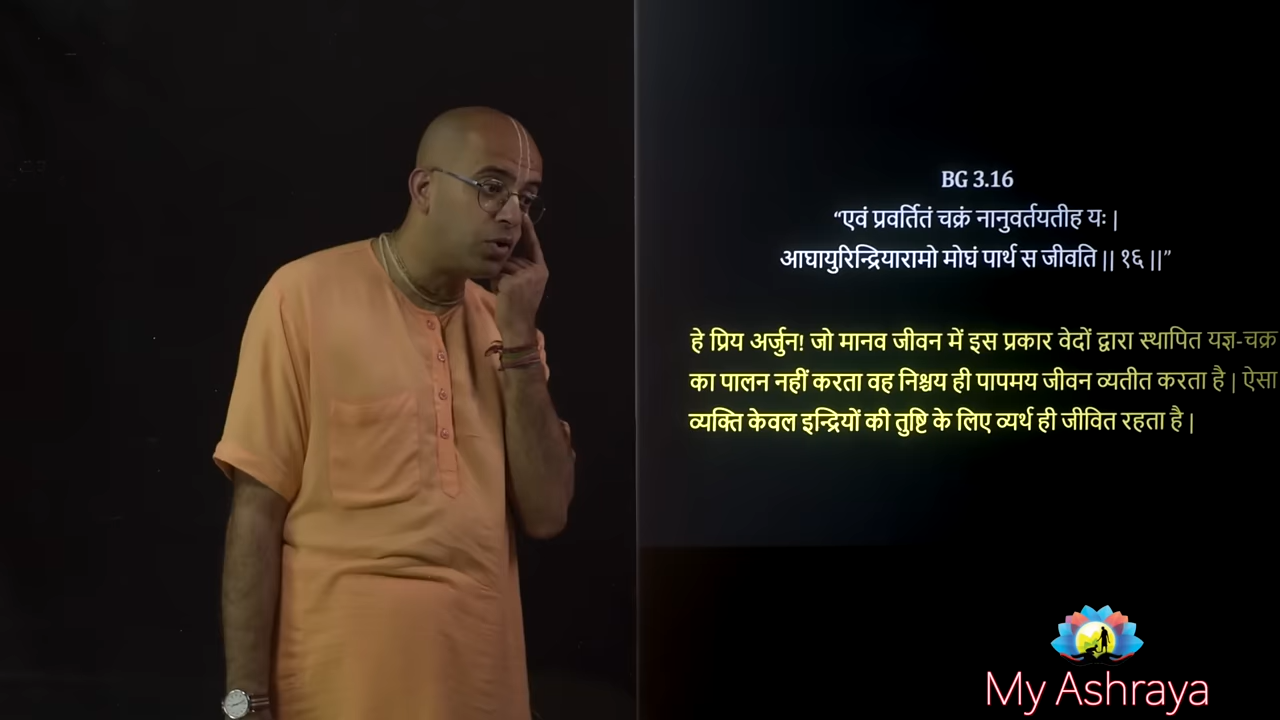 BG 3.16
“एवं प्रवर्तितं चक्रं नानुवर्तयतीह यः |
आघायुरिन्द्रियारामो मोघं पार्थ स जीवति || १६ ||”
हे प्रिय अर्जुन! जो मानव जीवन में इस प्रकार वेदों द्वारा स्थापित यज्ञ-चक्र
का पालन नहीं करता वह निश्चय ही पापमय जीवन व्यतीत करता है | ऐसा
व्यक्ति केवल इन्द्रियों की तुष्टि के लिए व्यर्थ ही जीवित रहता है |
My Ashraya